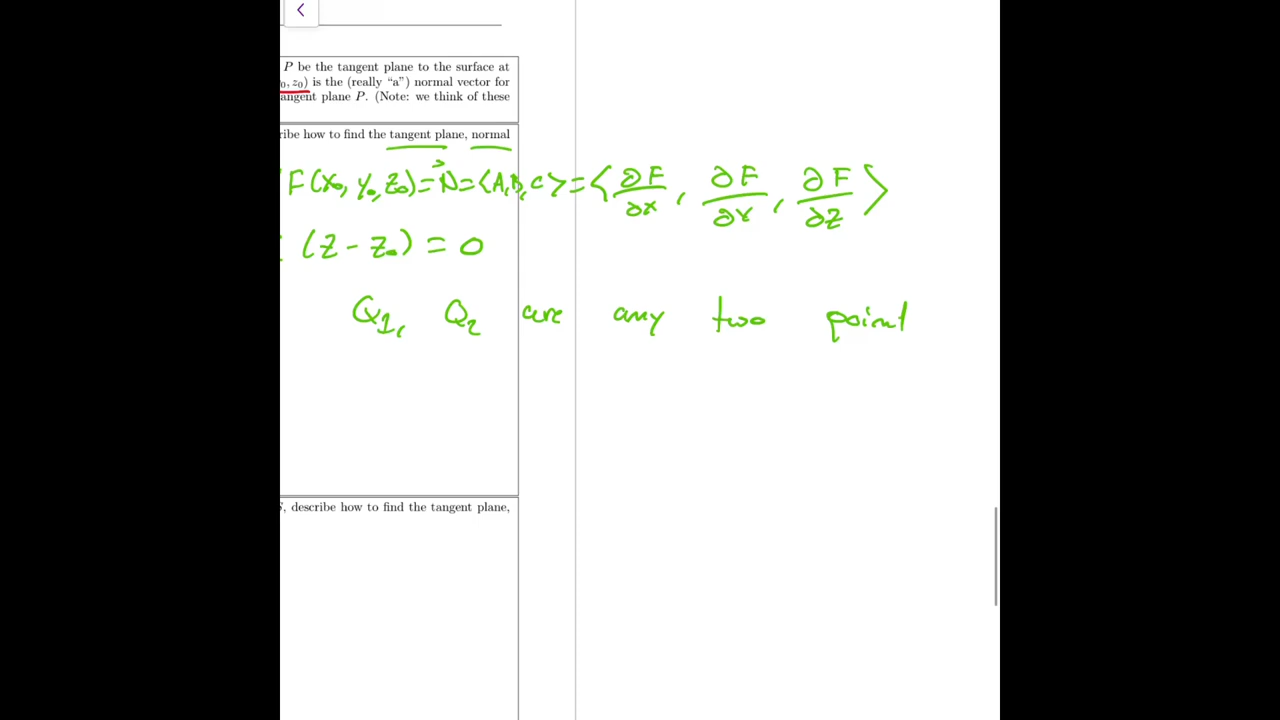 P be the tangent plane to the surface at
0, z0) is the (really “a”) normal vector for
angent plane P. (Note: we think of these
ribe how to find the tangent plane, normal
F(x0, y0, z0) = N⃗ = <A, B, C> = <∂F/∂x, ∂F/∂y, ∂F/∂z>
(z - z0) = 0
Q1, Q2 are any two point
S, describe how to find the tangent plane,